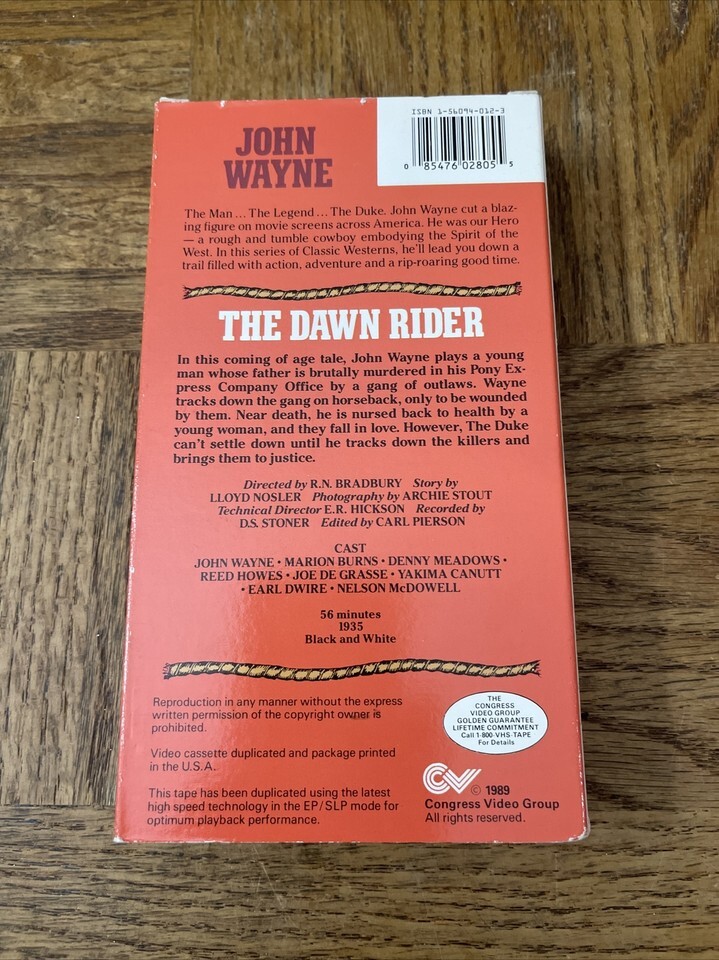 ISBN 1-56094-012-3
0 85476 02805 5
JOHN
WAYNE
The Man ... The Legend ... The Duke. John Wayne cut a blaz-
ing figure on movie screens across America. He was our Hero
— a rough and tumble cowboy embodying the Spirit of the
West. In this series of Classic Westerns, he'll lead you down a
trail filled with action, adventure and a rip-roaring good time.
THE DAWN RIDER
In this coming of age tale, John Wayne plays a young
man whose father is brutally murdered in his Pony Ex-
press Company Office by a gang of outlaws. Wayne
tracks down the gang on horseback, only to be wounded
by them. Near death, he is nursed back to health by a
young woman, and they fall in love. However, The Duke
can't settle down until he tracks down the killers and
brings them to justice.
Directed by R.N. BRADBURY Story by
LLOYD NOSLER Photography by ARCHIE STOUT
Technical Director E.R. HICKSON Recorded by
D.S. STONER Edited by CARL PIERSON
CAST
JOHN WAYNE • MARION BURNS • DENNY MEADOWS •
REED HOWES • JOE DE GRASSE • YAKIMA CANUTT
• EARL DWIRE • NELSON McDOWELL
56 minutes
1935
Black and White
Reproduction in any manner without the express
written permission of the copyright owner is
prohibited.
Video cassette duplicated and package printed
in the U.S.A.
This tape has been duplicated using the latest
high speed technology in the EP/SLP mode for
optimum playback performance.
THE
CONGRESS
VIDEO GROUP
GOLDEN GUARANTEE
LIFETIME COMMITMENT
Call 1-800-VHS-TAPE
For Details
CV © 1989
Congress Video Group
All rights reserved.